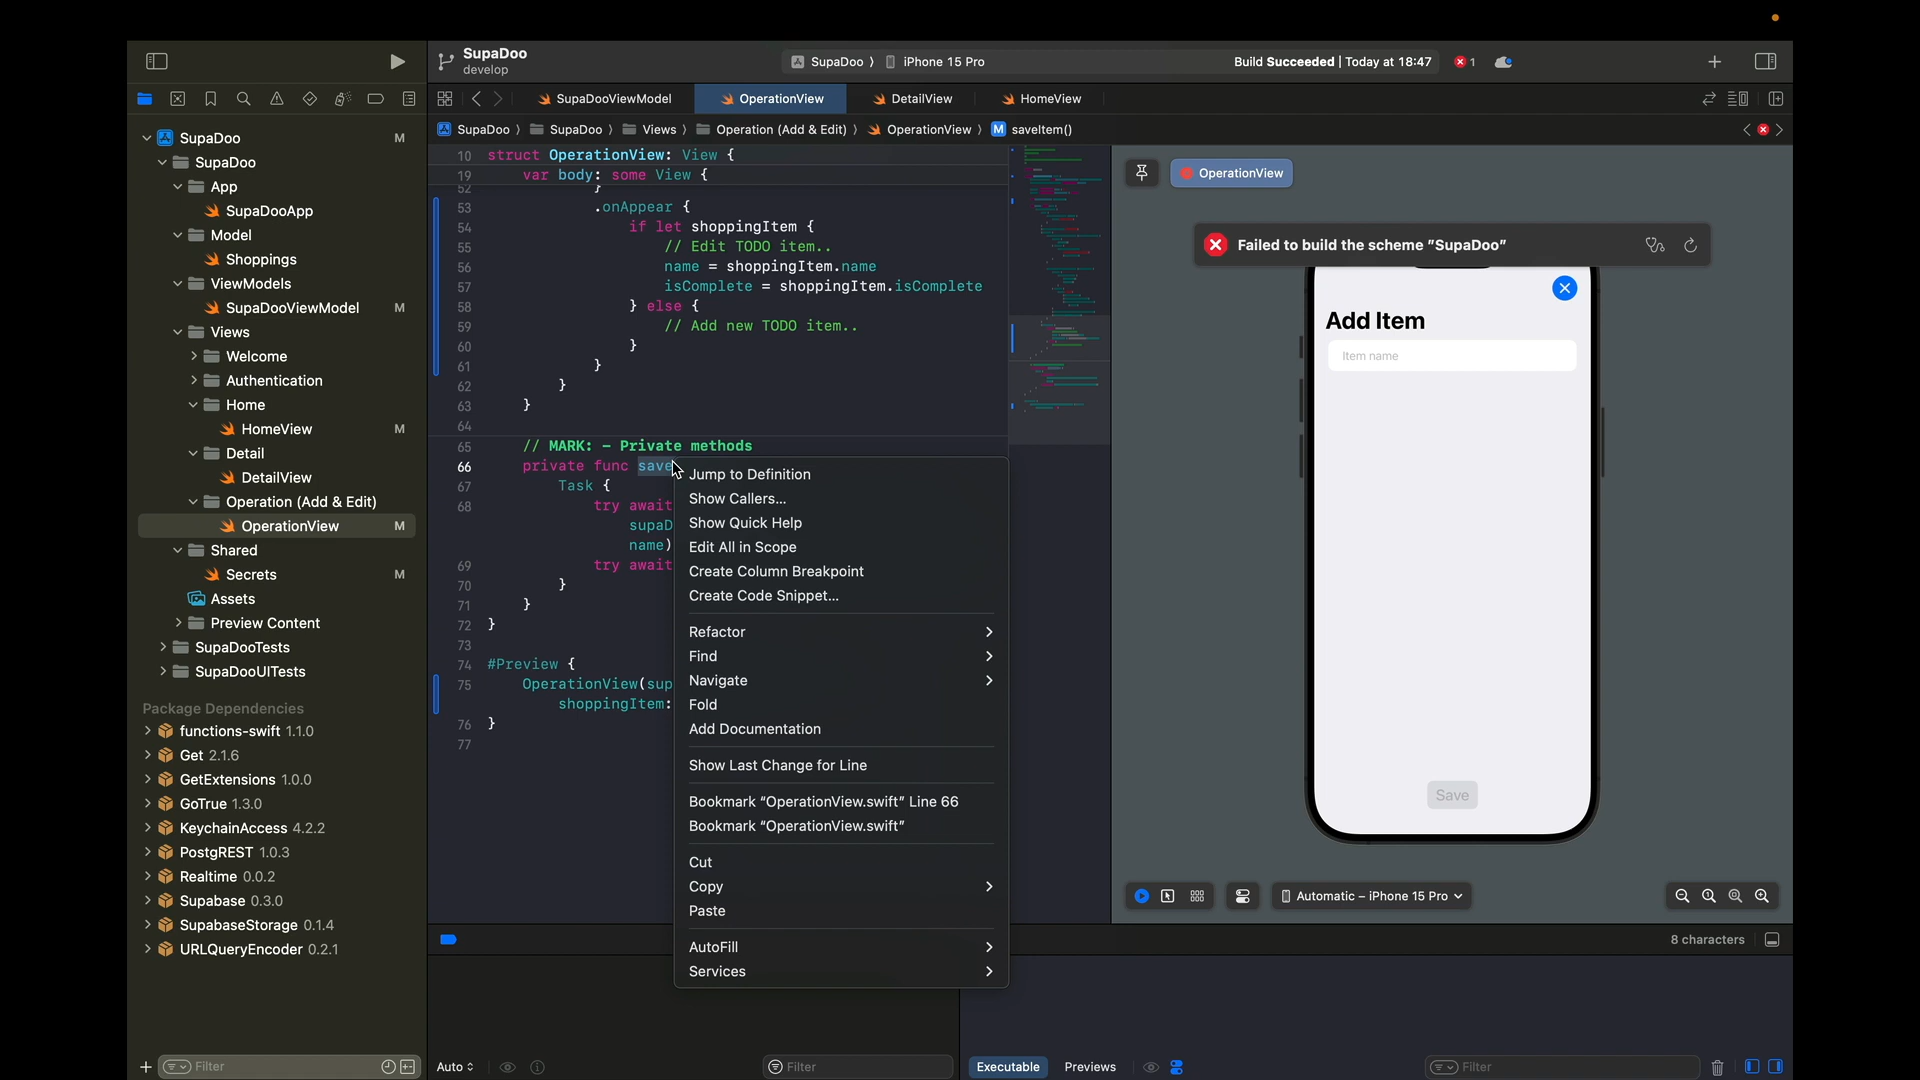 SupaDoo
develop
SupaDoo 〉 iPhone 15 Pro
Build Succeeded | Today at 18:47
1
SupaDooViewModel
OperationView
DetailView
HomeView
SupaDoo 〉 SupaDoo 〉 Views 〉 Operation (Add & Edit) 〉 OperationView 〉 M saveItem()
SupaDoo M
SupaDoo
App
SupaDooApp
Model
Shoppings
ViewModels
SupaDooViewModel M
Views
Welcome
Authentication
Home
HomeView M
Detail
DetailView
Operation (Add & Edit)
OperationView M
Shared
Secrets M
Assets
Preview Content
SupaDooTests
SupaDooUITests
Package Dependencies
functions-swift 1.1.0
Get 2.1.6
GetExtensions 1.0.0
GoTrue 1.3.0
KeychainAccess 4.2.2
PostgREST 1.0.3
Realtime 0.0.2
Supabase 0.3.0
SupabaseStorage 0.1.4
URLQueryEncoder 0.2.1
Filter
10 struct OperationView: View {
19 var body: some View {
52 }
53 .onAppear {
54 if let shoppingItem {
55 // Edit TODO item..
56 name = shoppingItem.name
57 isComplete = shoppingItem.isComplete
58 } else {
59 // Add new TODO item..
60 }
61 }
62 }
63 }
64
65 // MARK: - Private methods
66 private func save
67 Task {
68 try await
supaD
name)
69 try await
70 }
71 }
72 }
73
74 #Preview {
75 OperationView(sup
shoppingItem:
76 }
77
Jump to Definition
Show Callers...
Show Quick Help
Edit All in Scope
Create Column Breakpoint
Create Code Snippet...
Refactor
Find
Navigate
Fold
Add Documentation
Show Last Change for Line
Bookmark “OperationView.swift” Line 66
Bookmark “OperationView.swift”
Cut
Copy
Paste
AutoFill
Services
OperationView
Failed to build the scheme ”SupaDoo”
Add Item
Item name
Save
Automatic – iPhone 15 Pro
8 characters
Auto
Filter
Executable
Previews
Filter